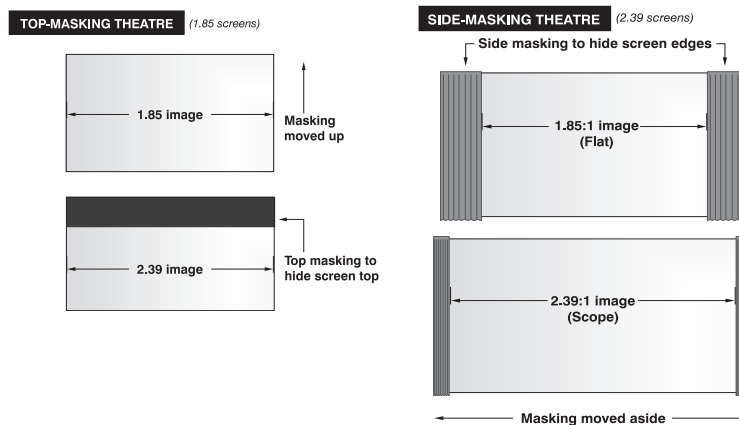 TOP-MASKING THEATRE (1.85 screens)
1.85 image
Masking
moved up
2.39 image
Top masking to
hide screen top
SIDE-MASKING THEATRE (2.39 screens)
Side masking to hide screen edges
1.85:1 image
(Flat)
2.39:1 image
(Scope)
Masking moved aside